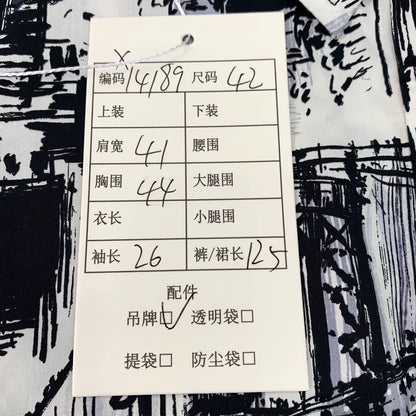 X
编码 14189 尺码 42
上装 下装
肩宽 41 腰围
胸围 44 大腿围
衣长 小腿围
袖长 26 裤/裙长 125
配件
吊牌☑ 透明袋□
提袋□ 防尘袋□